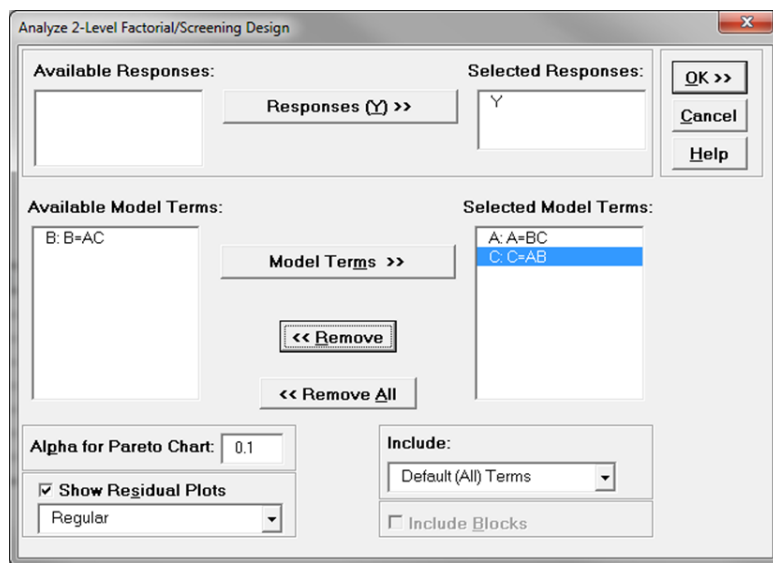 Analyze 2-Level Factorial/Screening Design
Available Responses:
Responses (Y) >>
Selected Responses:
Y
OK >>
Cancel
Help
Available Model Terms:
B: B=AC
Model Terms >>
Selected Model Terms:
A: A=BC
C: C=AB
<< Remove
<< Remove All
Alpha for Pareto Chart: 0.1
Show Residual Plots
Regular
Include:
Default (All) Terms
Include Blocks